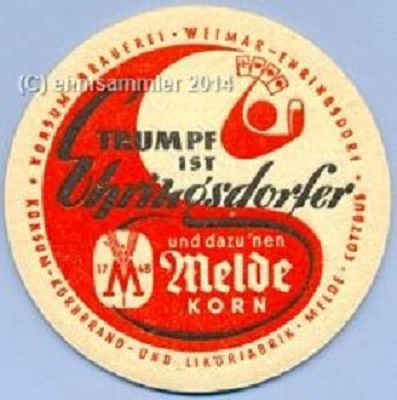 KONSUM-BRAUEREI · WEIMAR-EHRINGSDORF
(C) ehrlsammler 2014
TRUMPF
IST
Ehringsdorfer
und dazu 'nen
17 48
M
Melde
KORN
KONSUM-KORNBRAND- UND LIKÖRFABRIK · MELDE - COTTBUS